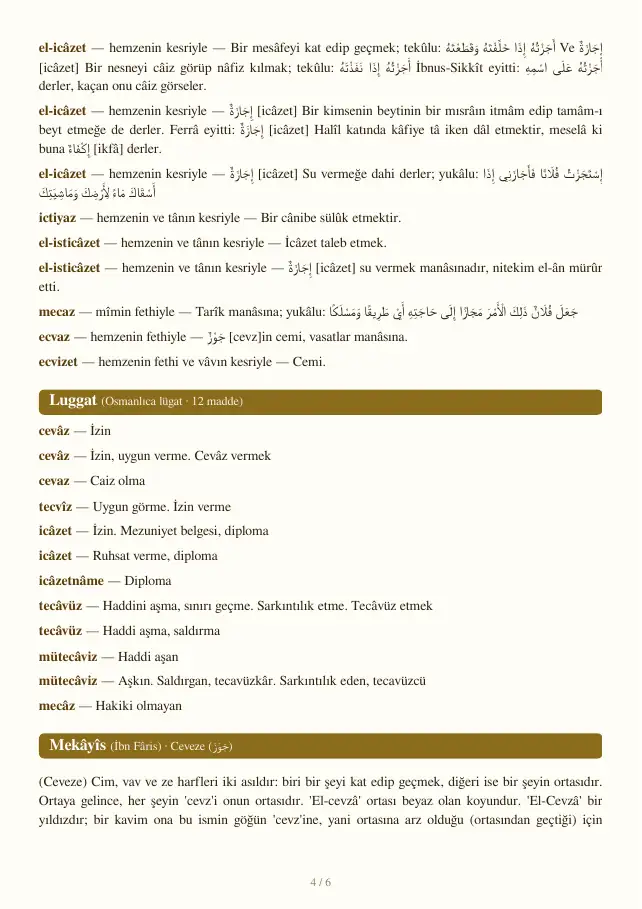 el-icâzet — hemzenin kesriyle — Bir mesâfeyi kat edip geçmek; tekûlu: أَجَزْتُهُ إِذَا خَلَّفْتَهُ وَقَطَعْتَهُ Ve إِجَازَةٌ
[icâzet] Bir nesneyi câiz görüp nâfiz kılmak; tekûlu: أَجَزْتُهُ إِذَا نَفَذْتَهُ İbnus-Sikkît eyitti: أَجَزْتُهُ عَلَى اسْمِهِ
derler, kaçan onu câiz görseler.
el-icâzet — hemzenin kesriyle — إِجَازَةٌ [icâzet] Bir kimsenin beytinin bir mısrâın itmâm edip tamâm-ı
beyt etmeğe de derler. Ferrâ eyitti: إِجَازَةٌ [icâzet] Halîl katında kâfiye tâ iken dâl etmektir, meselâ ki
buna إِكْفَاءٌ [ikfâ] derler.
el-icâzet — hemzenin kesriyle — إِجَازَةٌ [icâzet] Su vermeğe dahi derler; yukâlu: إِسْتَجَزْتُ فُلَانًا فَأَجَازَنِي إِذَا
أَسْقَاكَ مَاءً لِأَرْضِكَ وَمَاشِيَتِكَ
ictiyaz — hemzenin ve tânın kesriyle — Bir cânibe sülûk etmektir.
el-isticâzet — hemzenin ve tânın kesriyle — İcâzet taleb etmek.
el-isticâzet — hemzenin ve tânın kesriyle — إِجَازَةٌ [icâzet] su vermek manâsınadır, nitekim el-ân mürûr
etti.
mecaz — mîmin fethiyle — Tarîk manâsına; yukâlu: جَعَلَ فُلَانٌ ذَلِكَ الْأَمْرَ مَجَازًا إِلَى حَاجَتِهِ أَيْ طَرِيقًا وَمَسْلَكًا
ecvaz — hemzenin fethiyle — جَوْزٌ [cevz]in cemi, vasatlar manâsına.
ecvizet — hemzenin fethi ve vâvın kesriyle — Cemi.
Luggat (Osmanlıca lügat · 12 madde)
cevâz — İzin
cevâz — İzin, uygun verme. Cevâz vermek
cevaz — Caiz olma
tecvîz — Uygun görme. İzin verme
icâzet — İzin. Mezuniyet belgesi, diploma
icâzet — Ruhsat verme, diploma
icâzetnâme — Diploma
tecâvüz — Haddini aşma, sınırı geçme. Sarkıntılık etme. Tecâvüz etmek
tecâvüz — Haddi aşma, saldırma
mütecâviz — Haddi aşan
mütecâviz — Aşkın. Saldırgan, tecavüzkâr. Sarkıntılık eden, tecavüzcü
mecâz — Hakiki olmayan
Mekâyîs (İbn Fâris) · Ceveze (جَوَزَ)
(Ceveze) Cim, vav ve ze harfleri iki asıldır: biri bir şeyi kat edip geçmek, diğeri ise bir şeyin ortasıdır.
Ortaya gelince, her şeyin 'cevz'i onun ortasıdır. 'El-cevzâ' ortası beyaz olan koyundur. 'El-Cevzâ' bir
yıldızdır; bir kavim ona bu ismin göğün 'cevz'ine, yani ortasına arz olduğu (ortasından geçtiği) için
4 / 6